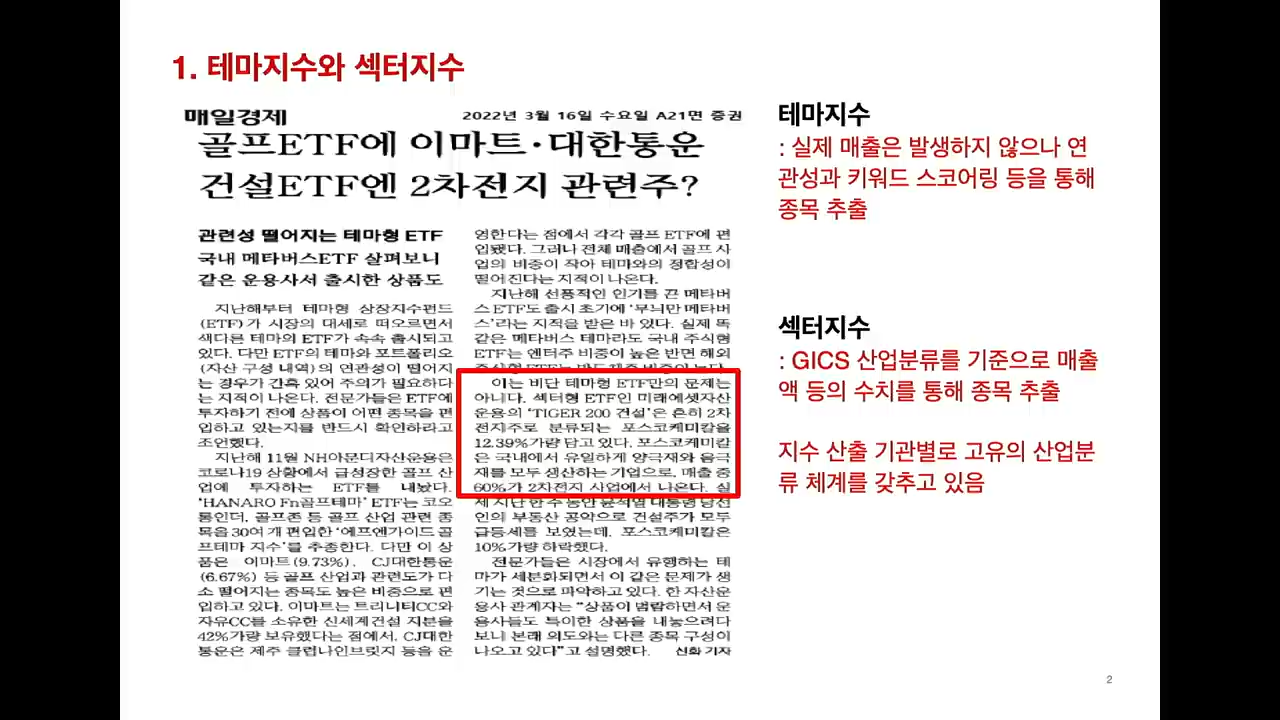 1. 테마지수와 섹터지수
매일경제
2022년 3월 16일 수요일 A21면 증권
골프ETF에 이마트·대한통운
건설ETF엔 2차전지 관련주?
관련성 떨어지는 테마형 ETF
국내 메타버스ETF 살펴보니
같은 운용사서 출시한 상품도
지난해부터 테마형 상장지수펀드
(ETF)가 시장의 대세로 떠오르면서
색다른 테마의 ETF가 속속 출시되고
있다. 다만 ETF의 테마와 포트폴리오
(자산 구성 내역)의 연관성이 떨어지
는 경우가 간혹 있어 주의가 필요하다
는 지적이 나온다. 전문가들은 ETF에
투자하기 전에 상품이 어떤 종목을 편
입하고 있는지를 반드시 확인하라고
조언했다.
지난해 11월 NH아문디자산운용은
코로나19 상황에서 급성장한 골프 산
업에 투자하는 ETF를 내놨다.
'HANARO Fn골프테마' ETF는 코오
롱인더, 골프존 등 골프 산업 관련 종
목을 30여 개 편입한 '에프앤가이드 골
프테마 지수'를 추종한다. 다만 이 상
품은 이마트(9.73%), CJ대한통운
(6.67%) 등 골프 산업과 관련도가 다
소 떨어지는 종목도 높은 비중으로 편
입하고 있다. 이마트는 트리니티CC와
자유CC를 소유한 신세계건설 지분을
42%가량 보유했다는 점에서, CJ대한
통운은 제주 클럽나인브릿지 등을 운
영한다는 점에서 각각 골프 ETF에 편
입됐다. 그러나 전체 매출에서 골프 사
업의 비중이 작아 테마와의 정합성이
떨어진다는 지적이 나온다.
지난해 선풍적인 인기를 끈 메타버
스 ETF도 출시 초기에 '무늬만 메타버
스'라는 지적을 받은 바 있다. 실제 똑
같은 메타버스 테마라도 국내 주식형
ETF는 엔터주 비중이 높은 반면 해외
주식형 ETF는 반도체주 비중이 높다.
이는 비단 테마형 ETF만의 문제는
아니다. 섹터형 ETF인 미래에셋자산
운용의 'TIGER 200 건설'은 흔히 2차
전지주로 분류되는 포스코케미칼을
12.39%가량 담고 있다. 포스코케미칼
은 국내에서 유일하게 양극재와 음극
재를 모두 생산하는 기업으로, 매출 중
60%가 2차전지 사업에서 나온다. 실
제 지난 한 주 동안 윤석열 대통령 당선
인의 부동산 공약으로 건설주가 모두
급등세를 보였는데, 포스코케미칼은
10%가량 하락했다.
전문가들은 시장에서 유행하는 테
마가 세분화되면서 이 같은 문제가 생
기는 것으로 파악하고 있다. 한 자산운
용사 관계자는 "상품이 범람하면서 운
용사들도 특이한 상품을 내놓으려다
보니 본래 의도와는 다른 종목 구성이
나오고 있다"고 설명했다. 신화 기자
테마지수
: 실제 매출은 발생하지 않으나 연
관성과 키워드 스코어링 등을 통해
종목 추출
섹터지수
: GICS 산업분류를 기준으로 매출
액 등의 수치를 통해 종목 추출
지수 산출 기관별로 고유의 산업분
류 체계를 갖추고 있음
2